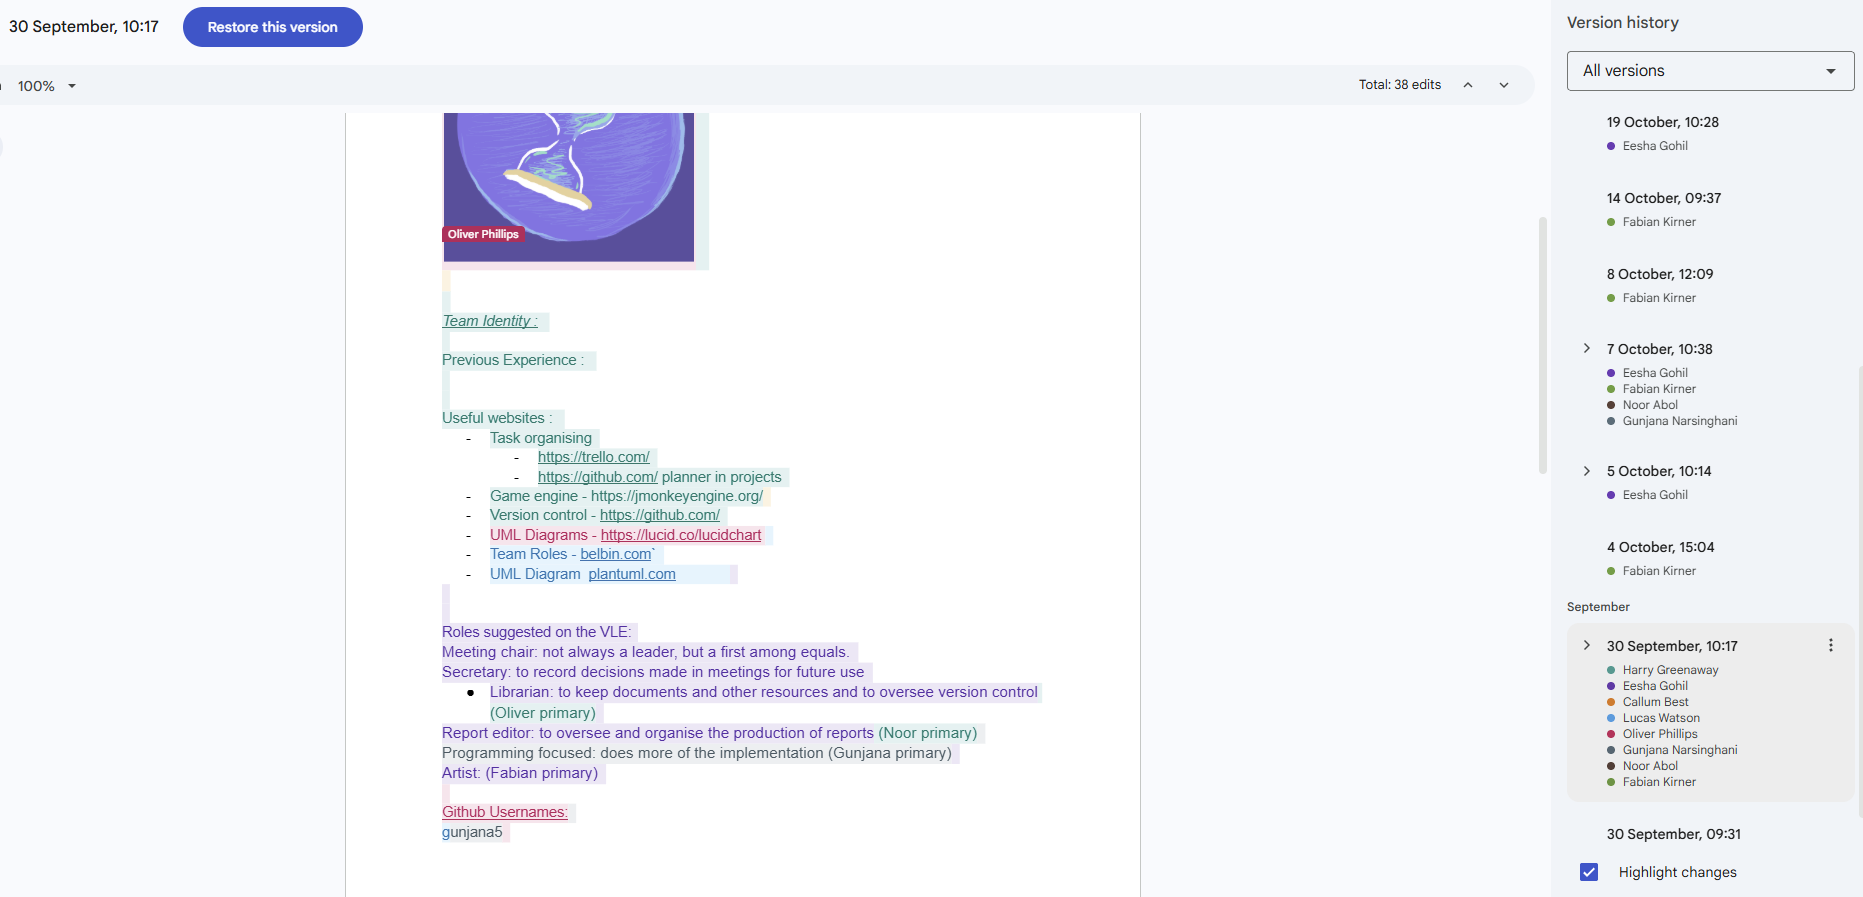 30 September, 10:17
Restore this version
100%
Total: 38 edits
Oliver Phillips
Team Identity :
Previous Experience :
Useful websites :
- Task organising
- https://trello.com/
- https://github.com/ planner in projects
- Game engine - https://jmonkeyengine.org/
- Version control - https://github.com/
- UML Diagrams - https://lucid.co/lucidchart
- Team Roles - belbin.com`
- UML Diagram  plantuml.com
Roles suggested on the VLE:
Meeting chair: not always a leader, but a first among equals.
Secretary: to record decisions made in meetings for future use
● Librarian: to keep documents and other resources and to oversee version control
(Oliver primary)
Report editor: to oversee and organise the production of reports (Noor primary)
Programming focused: does more of the implementation (Gunjana primary)
Artist: (Fabian primary)
Github Usernames:
gunjana5
Version history
All versions
19 October, 10:28
Eesha Gohil
14 October, 09:37
Fabian Kirner
8 October, 12:09
Fabian Kirner
7 October, 10:38
Eesha Gohil
Fabian Kirner
Noor Abol
Gunjana Narsinghani
5 October, 10:14
Eesha Gohil
4 October, 15:04
Fabian Kirner
September
30 September, 10:17
Harry Greenaway
Eesha Gohil
Callum Best
Lucas Watson
Oliver Phillips
Gunjana Narsinghani
Noor Abol
Fabian Kirner
30 September, 09:31
Highlight changes